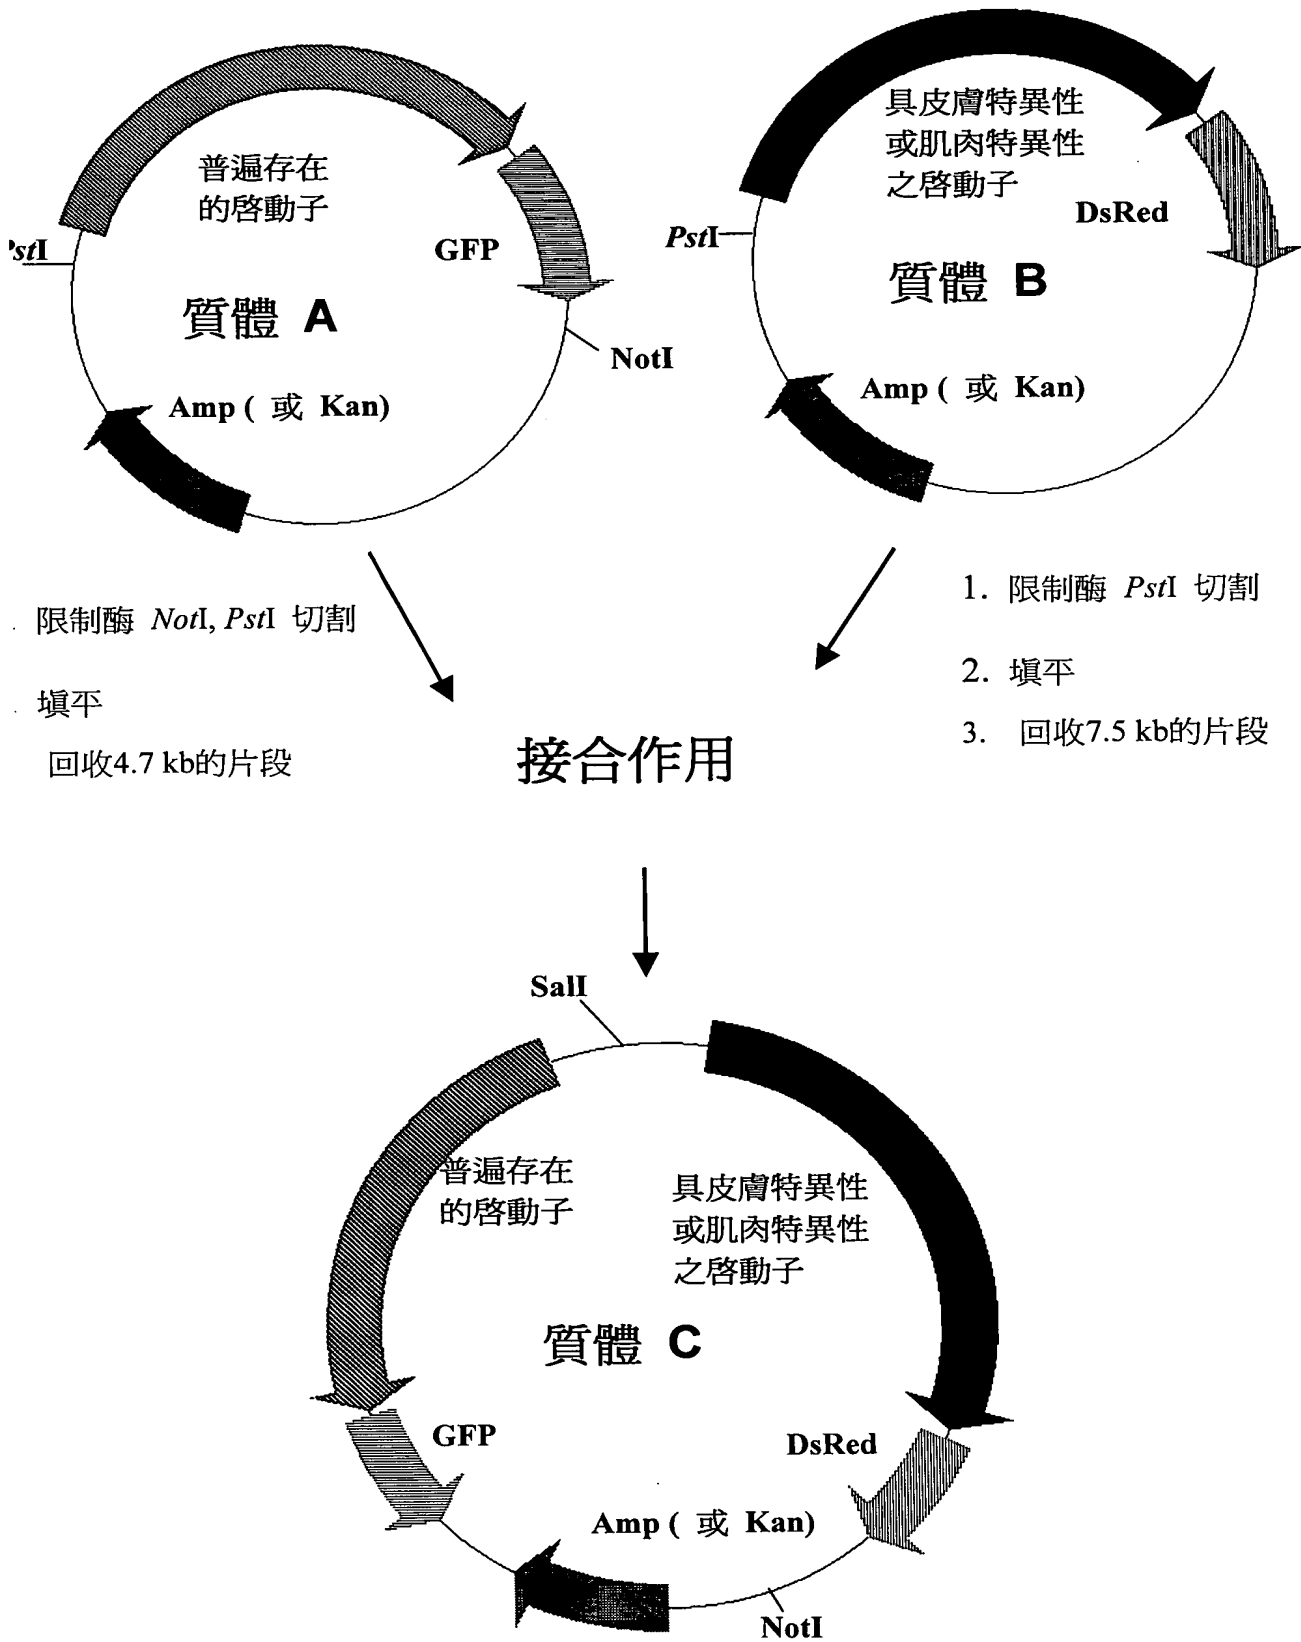 普遍存在
的啓動子
PstI
GFP
質體 A
NotI
Amp ( 或 Kan)
具皮膚特異性
或肌肉特異性
之啓動子
DsRed
PstI
質體 B
Amp ( 或 Kan)
限制酶 NotI, PstI 切割
塡平
回收4.7 kb的片段
1. 限制酶 PstI 切割
2. 塡平
3. 回收7.5 kb的片段
接合作用
SalI
普遍存在
的啓動子
具皮膚特異性
或肌肉特異性
之啓動子
質體 C
GFP
DsRed
Amp ( 或 Kan)
NotI